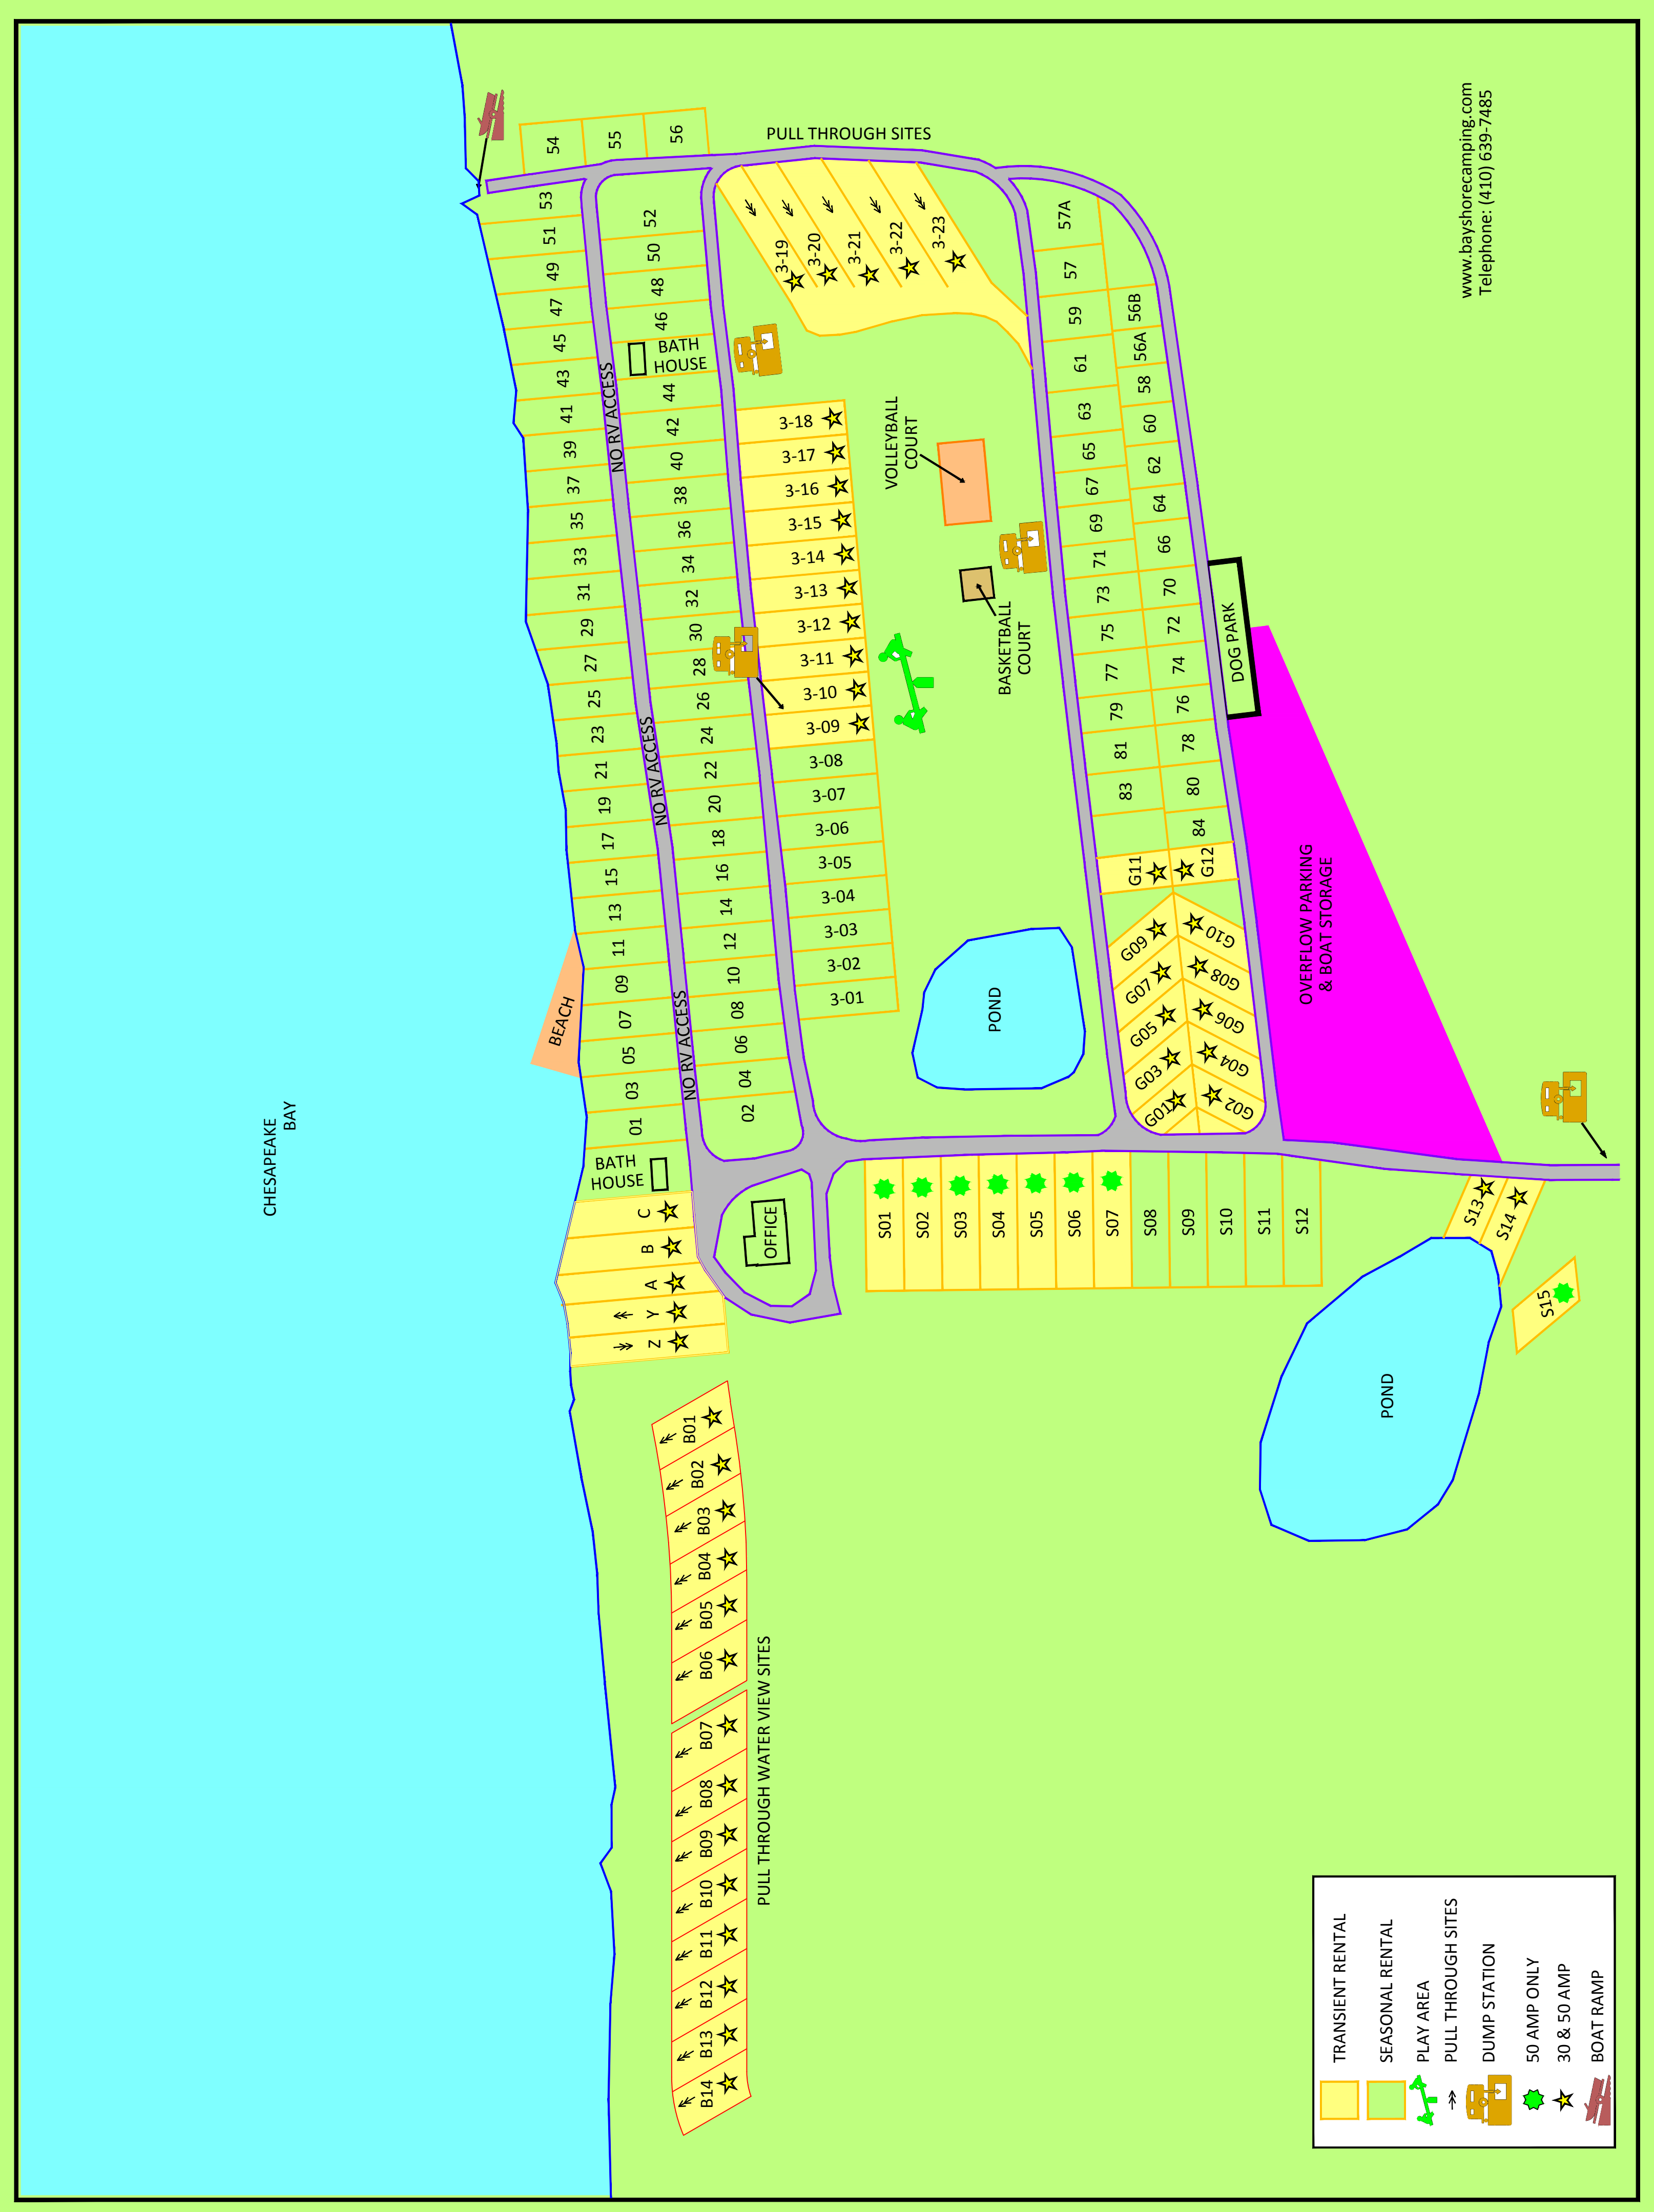 CHESAPEAKE
BAY
BEACH
54
55
56
PULL THROUGH SITES
53
51
49
47
45
43
41
39
37
35
33
31
29
27
25
23
21
19
17
15
13
11
09
07
05
03
01
NO RV ACCESS
NO RV ACCESS
NO RV ACCESS
52
50
48
46
BATH
HOUSE
44
42
40
38
36
34
32
30
28
26
24
22
20
18
16
14
12
10
08
06
04
02
3-19
3-20
3-21
3-22
3-23
3-18
3-17
3-16
3-15
3-14
3-13
3-12
3-11
3-10
3-09
3-08
3-07
3-06
3-05
3-04
3-03
3-02
3-01
VOLLEYBALL
COURT
BASKETBALL
COURT
POND
57A
57
59
61
63
65
67
69
71
73
75
77
79
81
83
56B
56A
58
60
62
64
66
70
72
74
76
78
80
84
G11
G12
G09
G10
G07
G08
G05
G06
G03
G04
G01
G02
DOG PARK
OVERFLOW PARKING
& BOAT STORAGE
www.bayshorecamping.com
Telephone: (410) 639-7485
BATH
HOUSE
C
B
A
Y
Z
OFFICE
S01
S02
S03
S04
S05
S06
S07
S08
S09
S10
S11
S12
S13
S14
S15
POND
B01
B02
B03
B04
B05
B06
B07
B08
B09
B10
B11
B12
B13
B14
PULL THROUGH WATER VIEW SITES
TRANSIENT RENTAL
SEASONAL RENTAL
PLAY AREA
PULL THROUGH SITES
DUMP STATION
50 AMP ONLY
30 & 50 AMP
BOAT RAMP